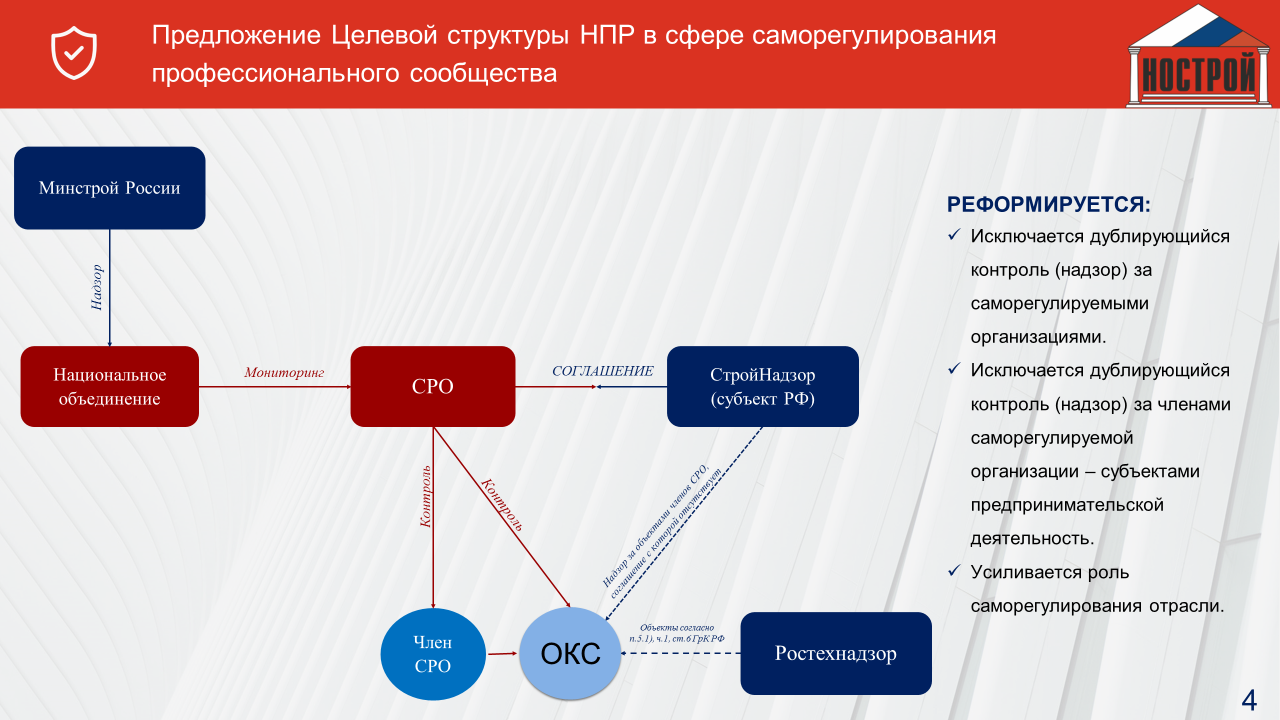 Предложение Целевой структуры НПР в сфере саморегулирования
профессионального сообщества
НОСТРОЙ
Минстрой России
Надзор
Национальное
объединение
Мониторинг
СРО
СОГЛАШЕНИЕ
СтройНадзор
(субъект РФ)
Контроль
Контроль
Надзор за объектами членов СРО,
соглашение с которой отсутствует
Член
СРО
ОКС
Объекты согласно
п.5.1), ч.1, ст.6 ГрК РФ
Ростехнадзор
РЕФОРМИРУЕТСЯ:
✓ Исключается дублирующийся
контроль (надзор) за
саморегулируемыми
организациями.
✓ Исключается дублирующийся
контроль (надзор) за членами
саморегулируемой
организации – субъектами
предпринимательской
деятельность.
✓ Усиливается роль
саморегулирования отрасли.
4